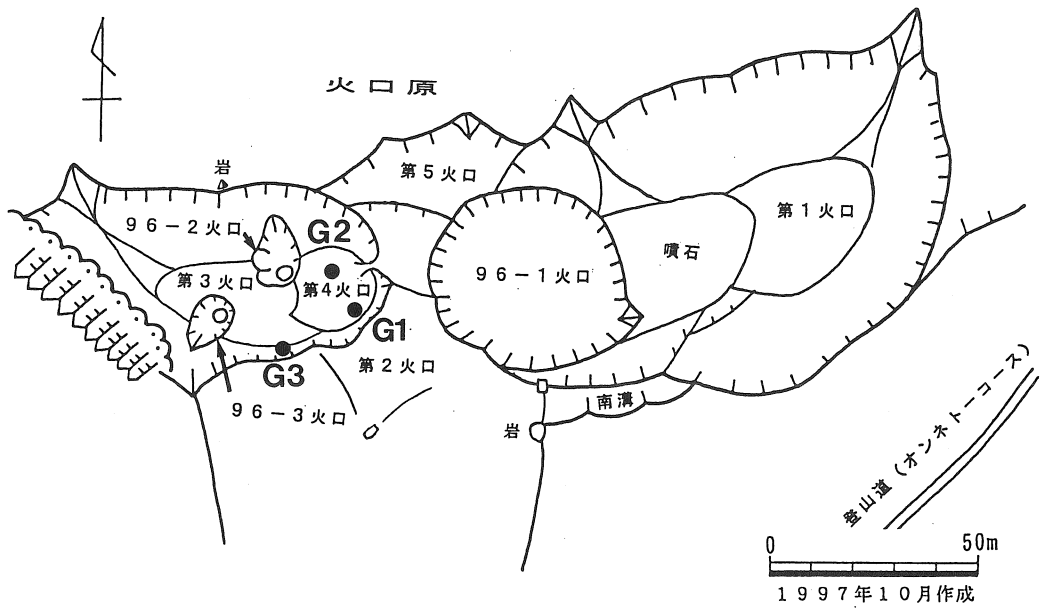 火口原
岩
第5火口
第1火口
96-2火口
G2
噴石
96-1火口
第3火口
第4火口
G1
第2火口
G3
96-3火口
南溝
岩
登山道(オンネトーコース)
0 50m
1997年10月作成